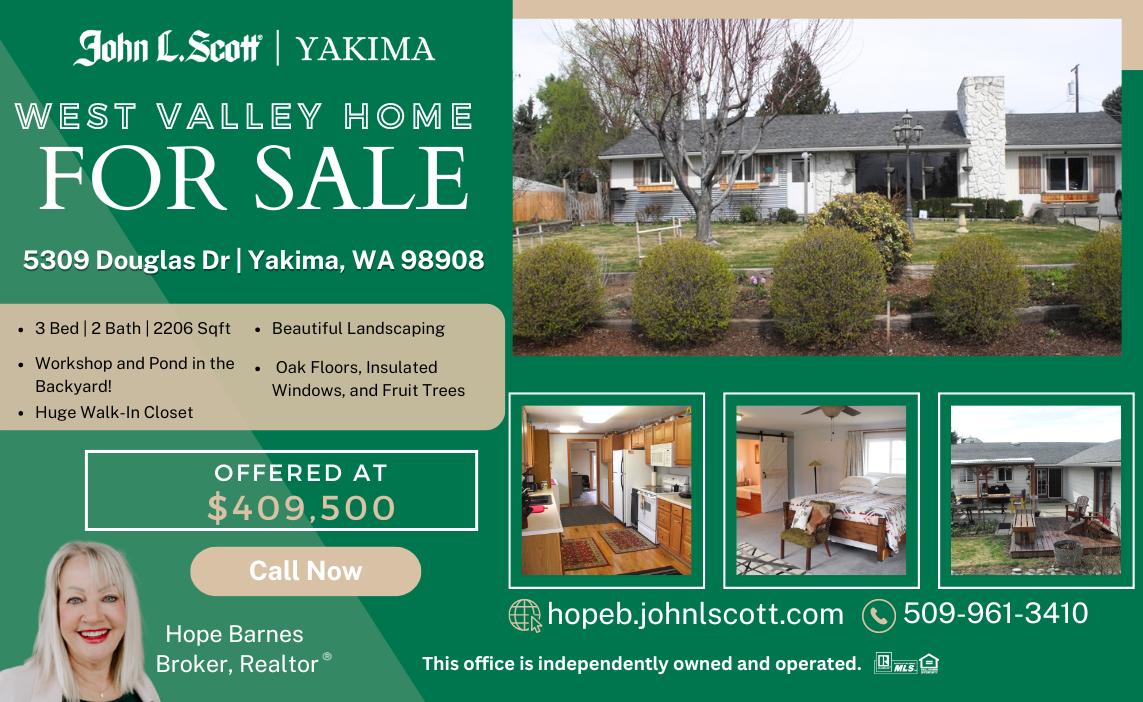 John L. Scott® | YAKIMA
WEST VALLEY HOME
FOR SALE
5309 Douglas Dr | Yakima, WA 98908
• 3 Bed | 2 Bath | 2206 Sqft
• Workshop and Pond in the
Backyard!
• Huge Walk-In Closet
• Beautiful Landscaping
• Oak Floors, Insulated
Windows, and Fruit Trees
OFFERED AT
$409,500
Call Now
Hope Barnes
Broker, Realtor®
hopeb.johnlscott.com
509-961-3410
This office is independently owned and operated.
R MLS